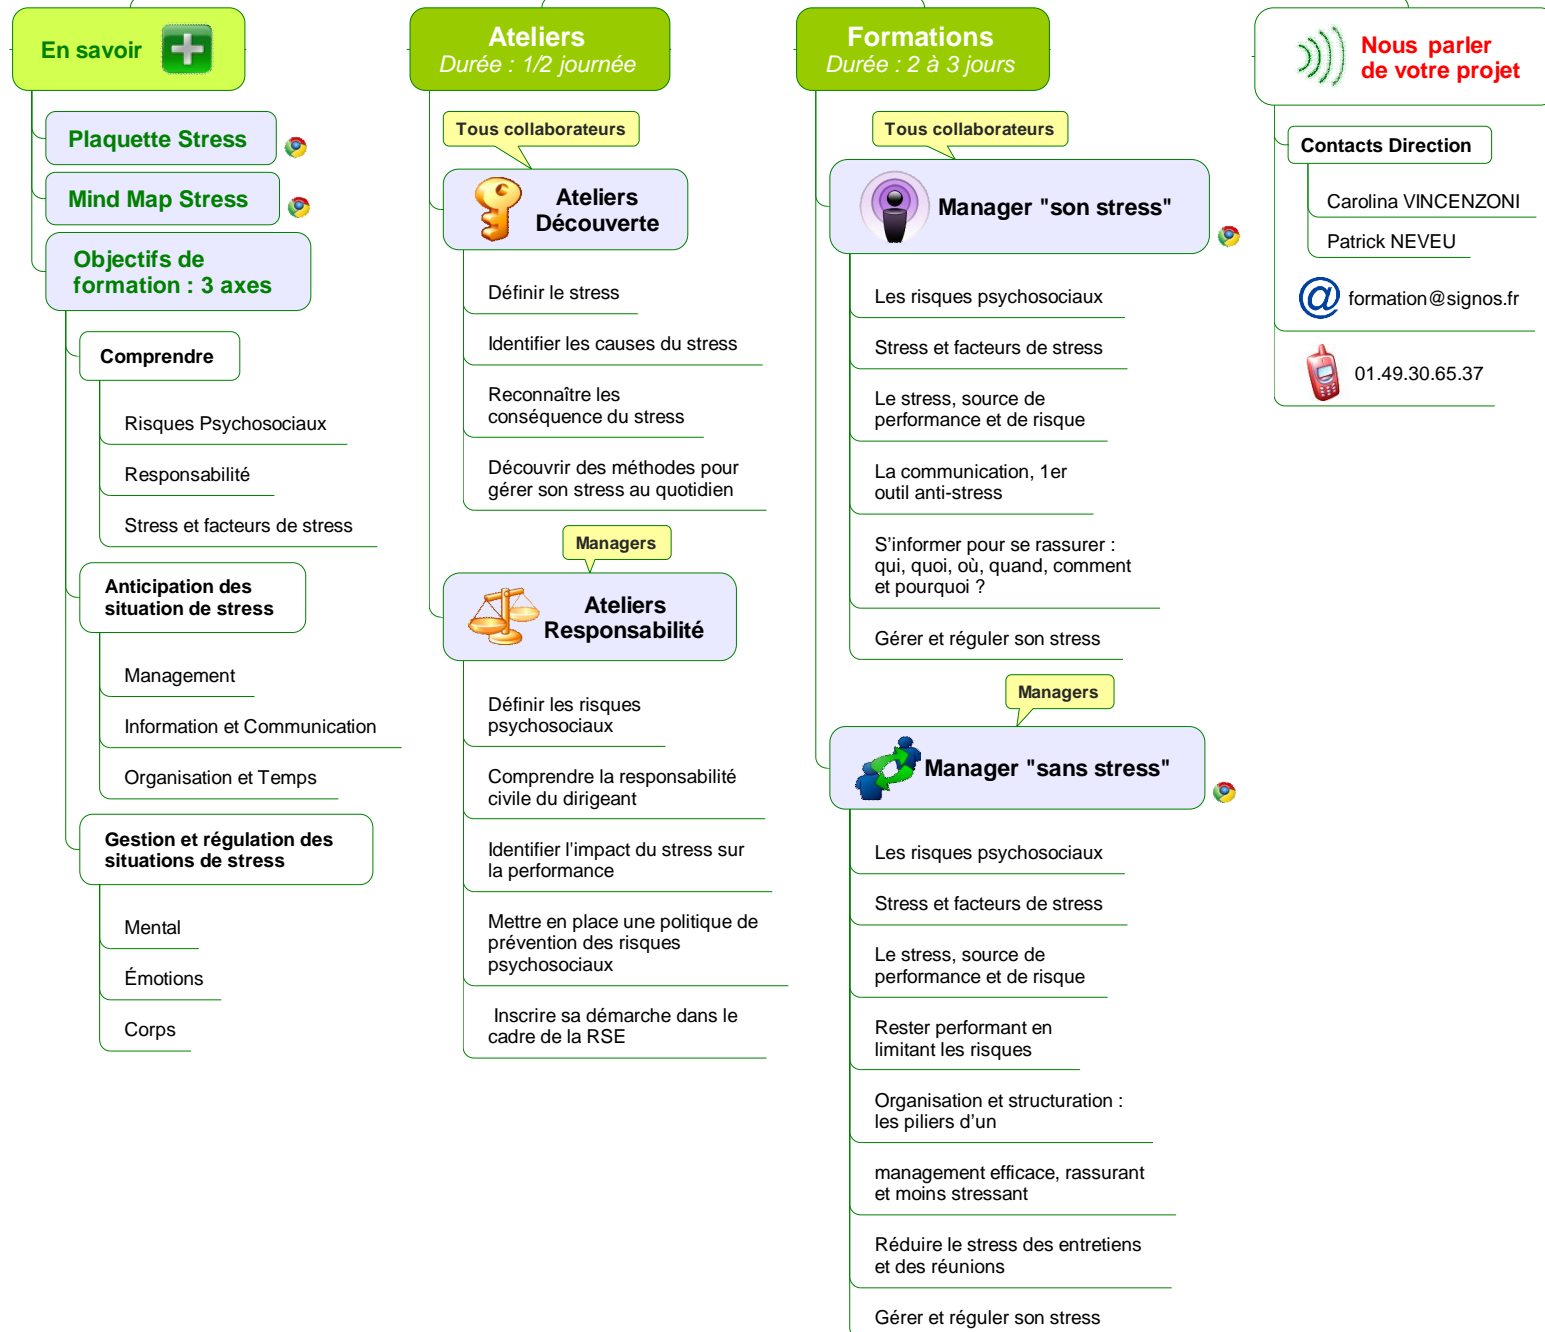 En savoir
Plaquette Stress
Mind Map Stress
Objectifs de
formation : 3 axes
Comprendre
Risques Psychosociaux
Responsabilité
Stress et facteurs de stress
Anticipation des
situation de stress
Management
Information et Communication
Organisation et Temps
Gestion et régulation des
situations de stress
Mental
Émotions
Corps
Ateliers
Durée : 1/2 journée
Tous collaborateurs
Ateliers
Découverte
Définir le stress
Identifier les causes du stress
Reconnaître les
conséquence du stress
Découvrir des méthodes pour
gérer son stress au quotidien
Managers
Ateliers
Responsabilité
Définir les risques
psychosociaux
Comprendre la responsabilité
civile du dirigeant
Identifier l'impact du stress sur
la performance
Mettre en place une politique de
prévention des risques
psychosociaux
Inscrire sa démarche dans le
cadre de la RSE
Formations
Durée : 2 à 3 jours
Tous collaborateurs
Manager "son stress"
Les risques psychosociaux
Stress et facteurs de stress
Le stress, source de
performance et de risque
La communication, 1er
outil anti-stress
S’informer pour se rassurer :
qui, quoi, où, quand, comment
et pourquoi ?
Gérer et réguler son stress
Managers
Manager "sans stress"
Les risques psychosociaux
Stress et facteurs de stress
Le stress, source de
performance et de risque
Rester performant en
limitant les risques
Organisation et structuration :
les piliers d’un
management efficace, rassurant
et moins stressant
Réduire le stress des entretiens
et des réunions
Gérer et réguler son stress
Nous parler
de votre projet
Contacts Direction
Carolina VINCENZONI
Patrick NEVEU
@ formation@signos.fr
01.49.30.65.37